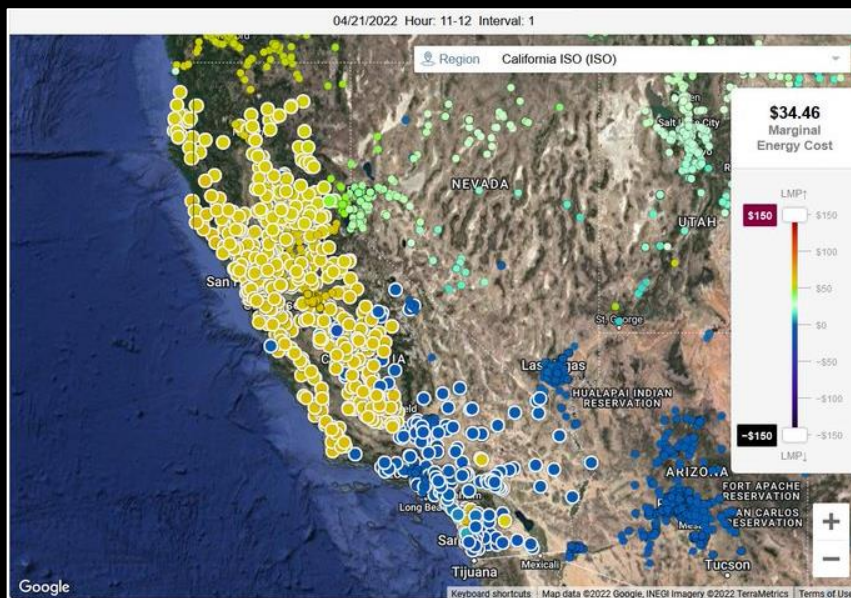 04/21/2022 Hour: 11-12 Interval: 1
Region California ISO (ISO)
$34.46
Marginal
Energy Cost
LMP↑
$150 $150
$100
$50
$0
-$50
-$100
-$150 -$150
LMP↓
NEVADA
UTAH
St. George
Las Vegas
HUALAPAI INDIAN
RESERVATION
ARIZONA
FORT APACHE
RESERVATION
AN CARLOS
RESERVATION
Long Bea
Tijuana
Mexicali
Tucson
+
−
Google
Keyboard shortcuts Map data ©2022 Google, INEGI Imagery ©2022 TerraMetrics Terms of Use